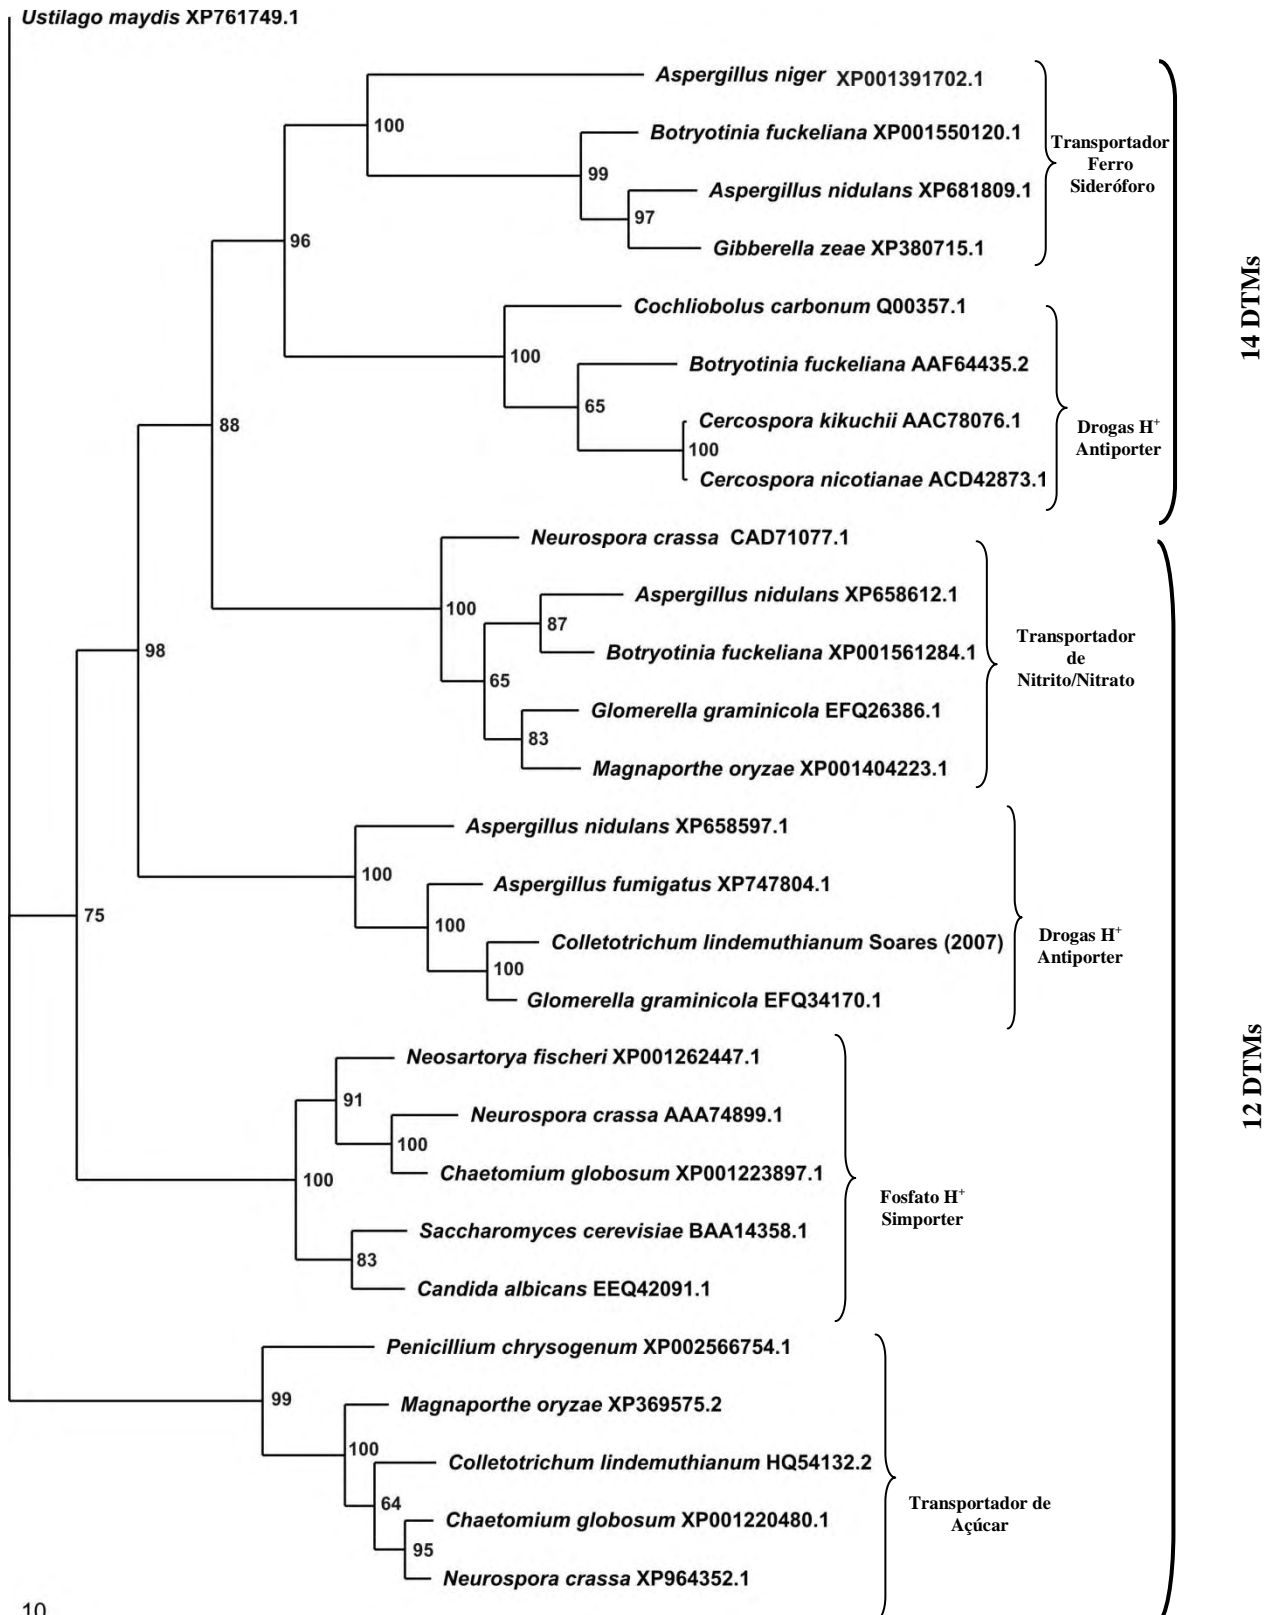 Ustilago maydis XP761749.1
Aspergillus niger XP001391702.1
100
Botryotinia fuckeliana XP001550120.1
Transportador
Ferro
Sideróforo
99
Aspergillus nidulans XP681809.1
97
96
Gibberella zeae XP380715.1
14 DTMs
Cochliobolus carbonum Q00357.1
100
Botryotinia fuckeliana AAF64435.2
65
88
Cercospora kikuchii AAC78076.1
Drogas H+
Antiporter
100
Cercospora nicotianae ACD42873.1
Neurospora crassa CAD71077.1
Aspergillus nidulans XP658612.1
100
87
Transportador
de
Nitrito/Nitrato
98
Botryotinia fuckeliana XP001561284.1
65
Glomerella graminicola EFQ26386.1
83
Magnaporthe oryzae XP001404223.1
Aspergillus nidulans XP658597.1
100
Aspergillus fumigatus XP747804.1
75
100
Drogas H+
Antiporter
Colletotrichum lindemuthianum Soares (2007)
100
Glomerella graminicola EFQ34170.1
12 DTMs
Neosartorya fischeri XP001262447.1
91
Neurospora crassa AAA74899.1
100
Chaetomium globosum XP001223897.1
100
Fosfato H+
Simporter
Saccharomyces cerevisiae BAA14358.1
83
Candida albicans EEQ42091.1
Penicillium chrysogenum XP002566754.1
99
Magnaporthe oryzae XP369575.2
100
Colletotrichum lindemuthianum HQ54132.2
64
Transportador de
Açúcar
Chaetomium globosum XP001220480.1
95
Neurospora crassa XP964352.1
10